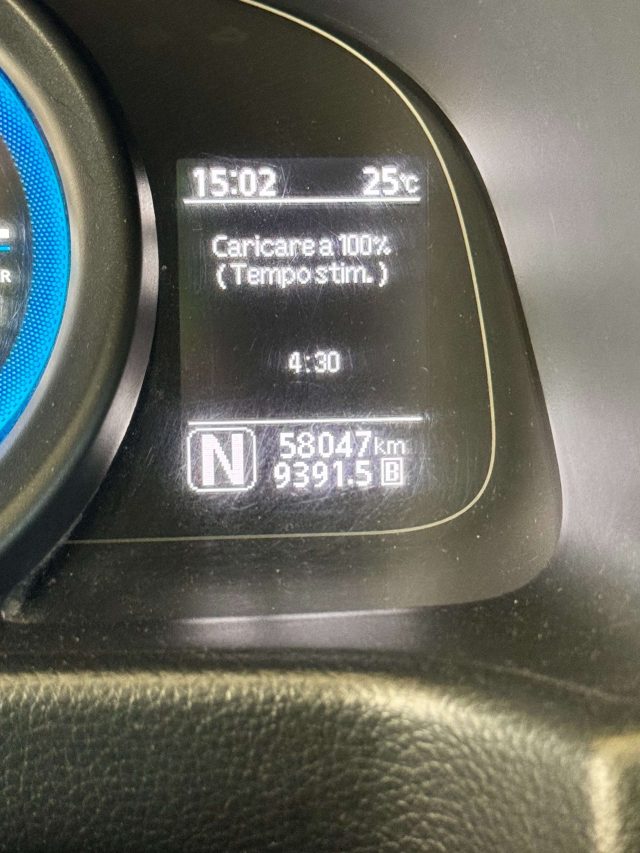 15:02 25°C
Caricare a 100%
(Tempo stim.)
4:30
N 58047km
9391.5 B
R